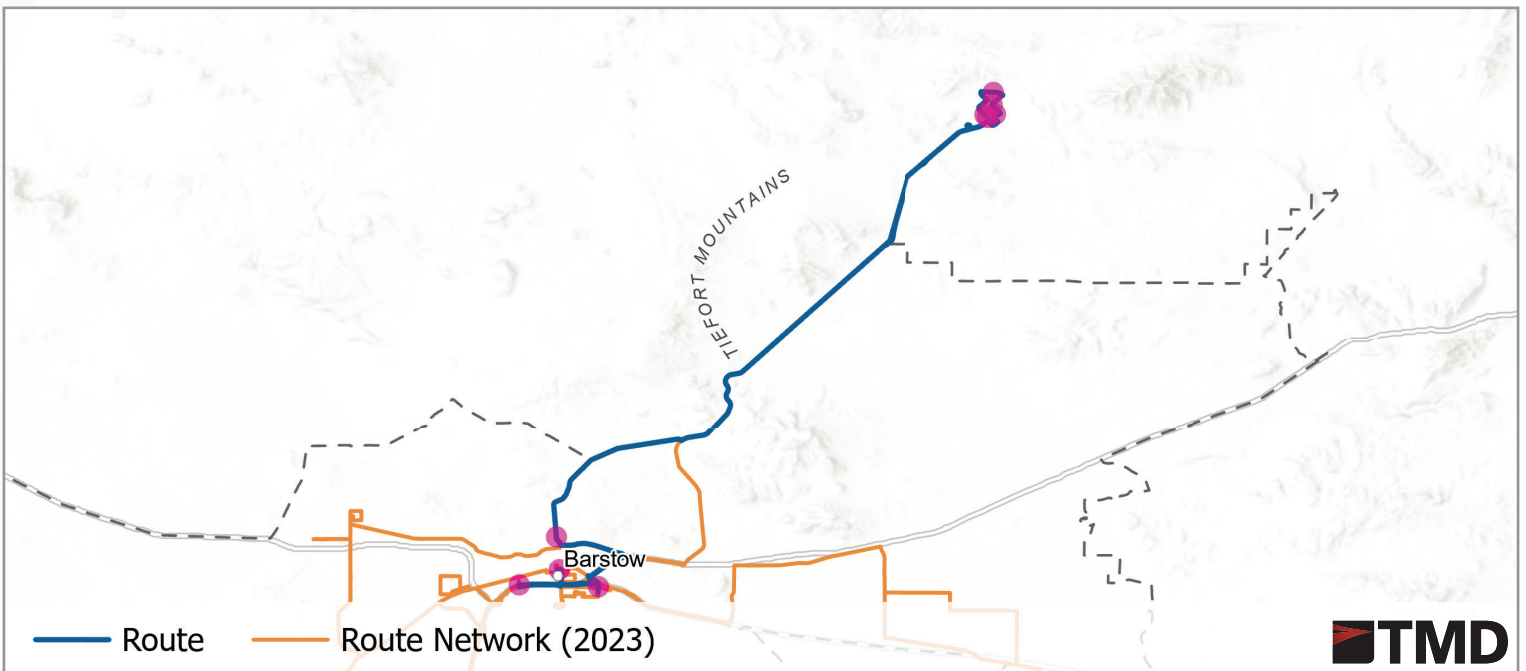 TIEFORT MOUNTAINS
Barstow
Route
Route Network (2023)
TMD